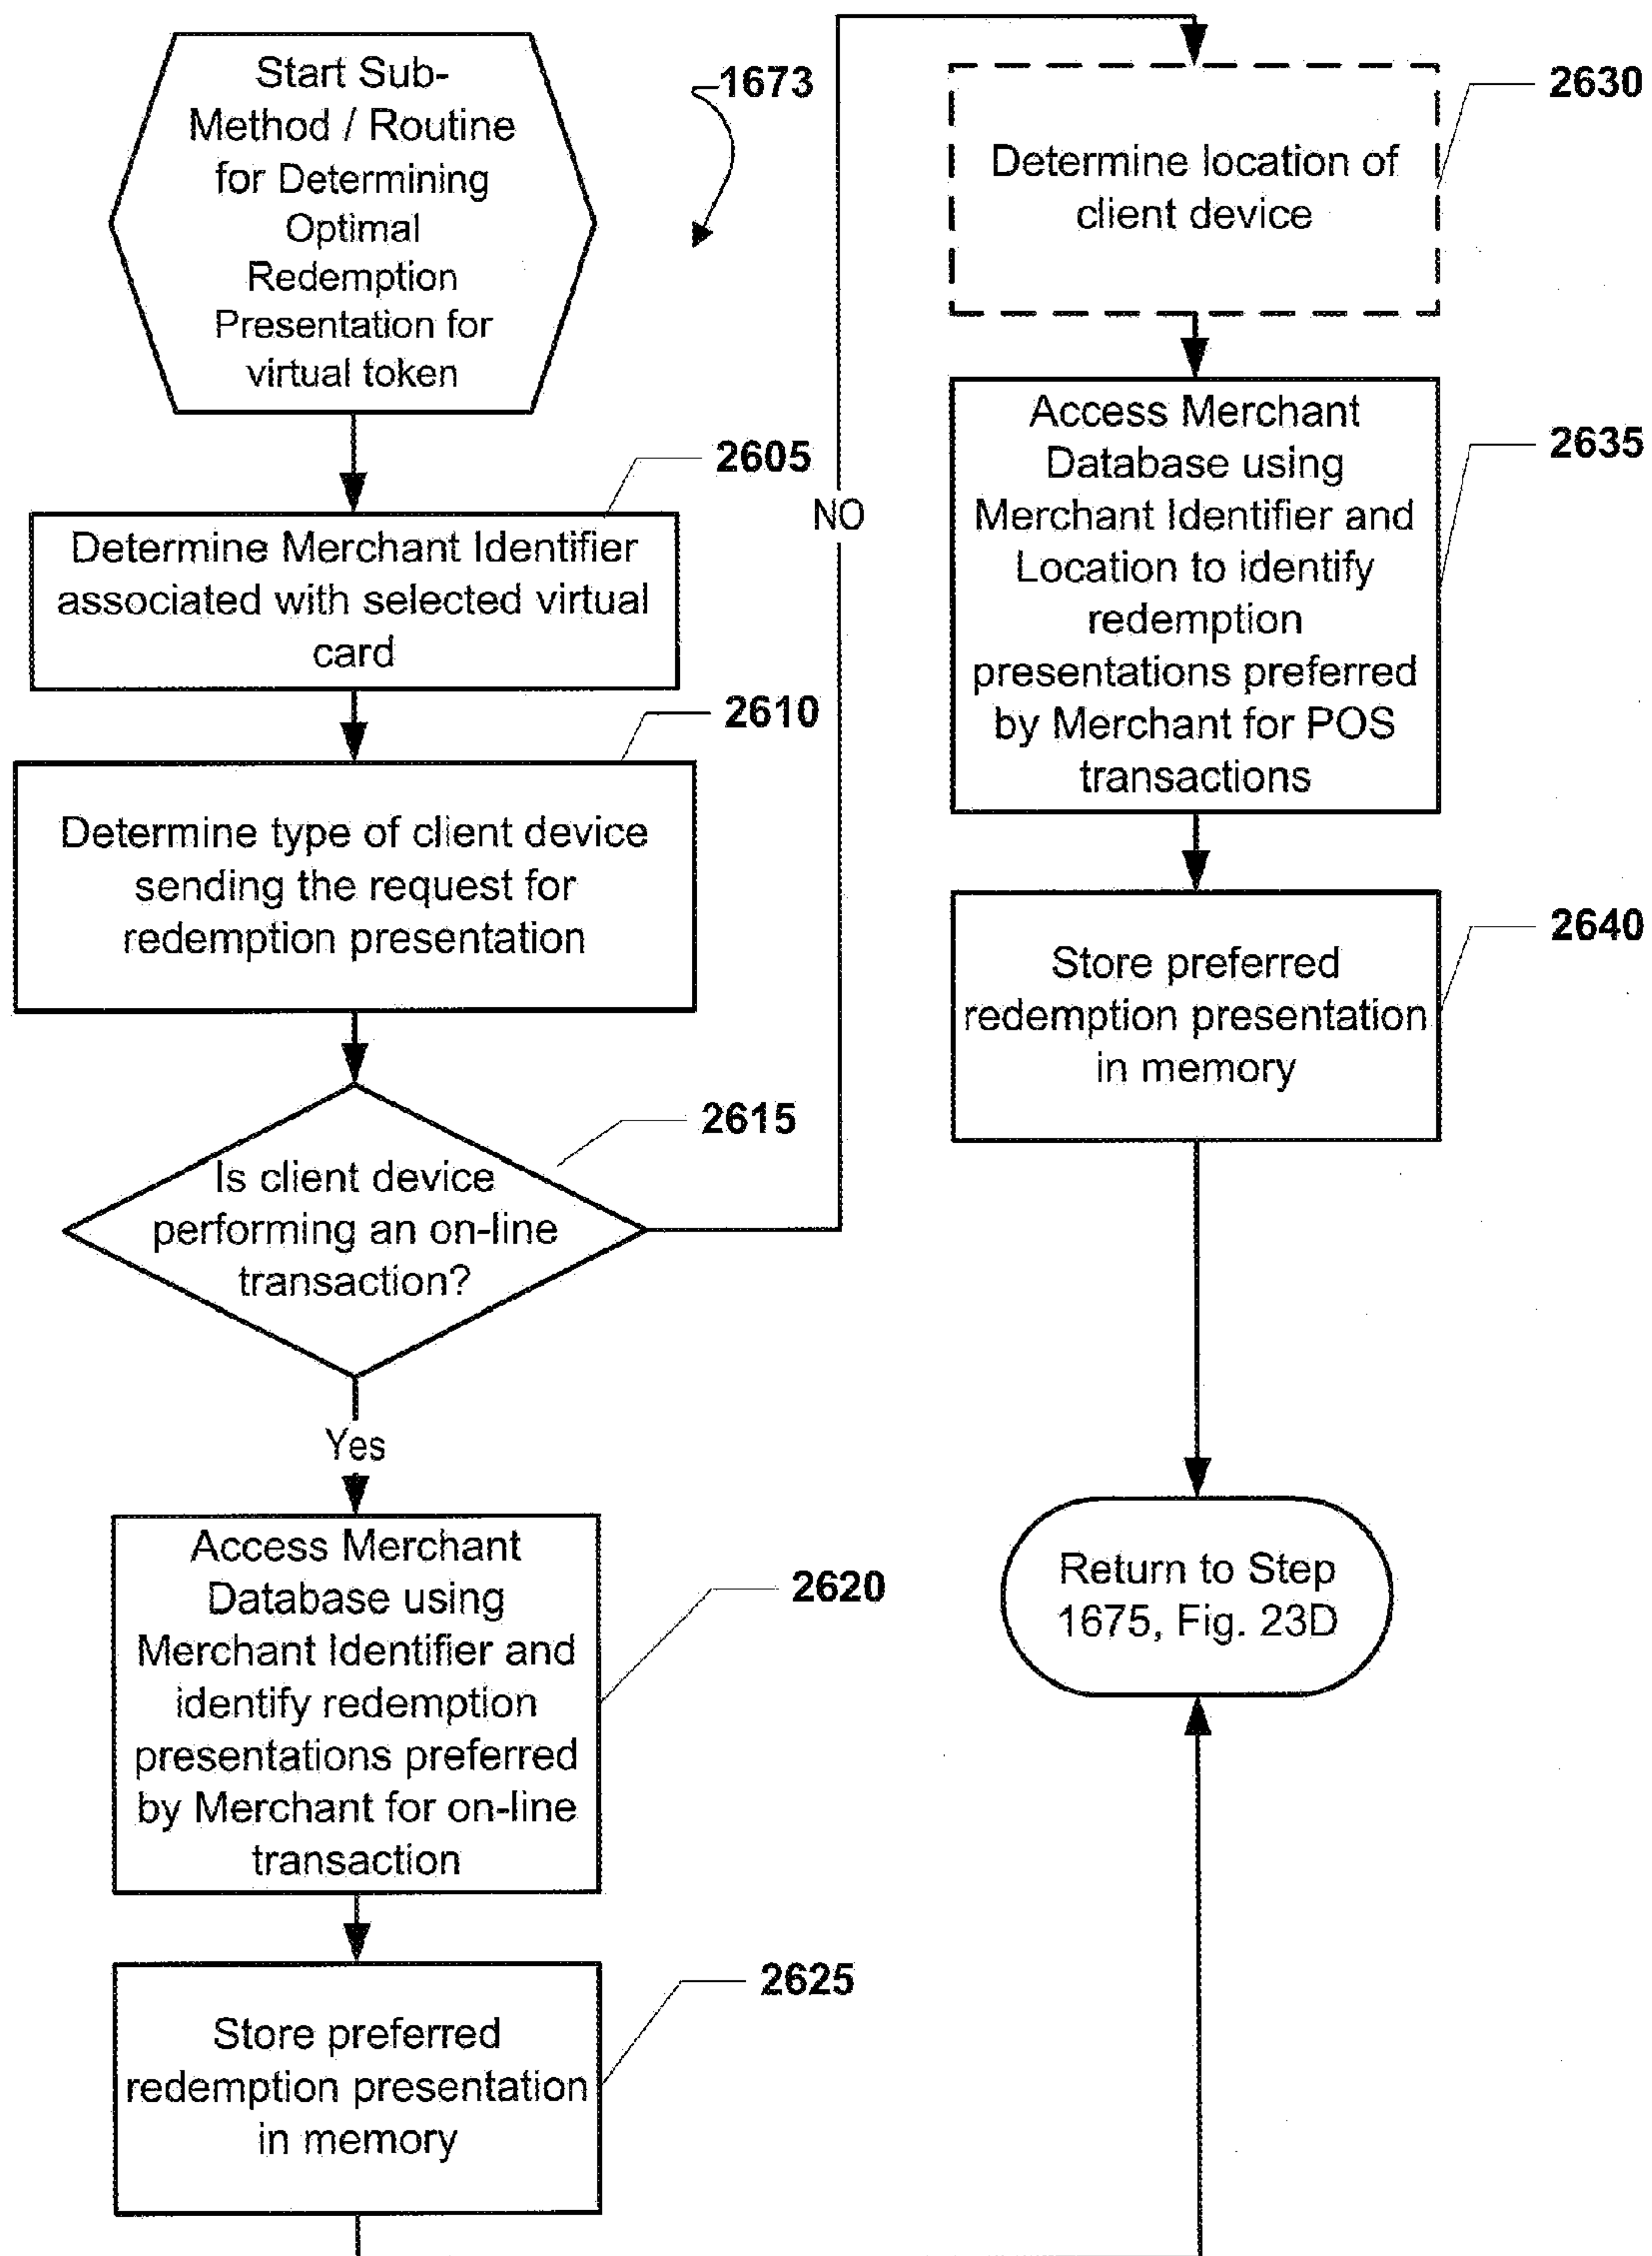 Start Sub-
Method / Routine
for Determining
Optimal
Redemption
Presentation for
virtual token
1673
2605
Determine Merchant Identifier
associated with selected virtual
card
2610
Determine type of client device
sending the request for
redemption presentation
2615
Is client device
performing an on-line
transaction?
NO
Yes
2620
Access Merchant
Database using
Merchant Identifier and
identify redemption
presentations preferred
by Merchant for on-line
transaction
2625
Store preferred
redemption presentation
in memory
2630
Determine location of
client device
2635
Access Merchant
Database using
Merchant Identifier and
Location to identify
redemption
presentations preferred
by Merchant for POS
transactions
2640
Store preferred
redemption presentation
in memory
Return to Step
1675, Fig. 23D